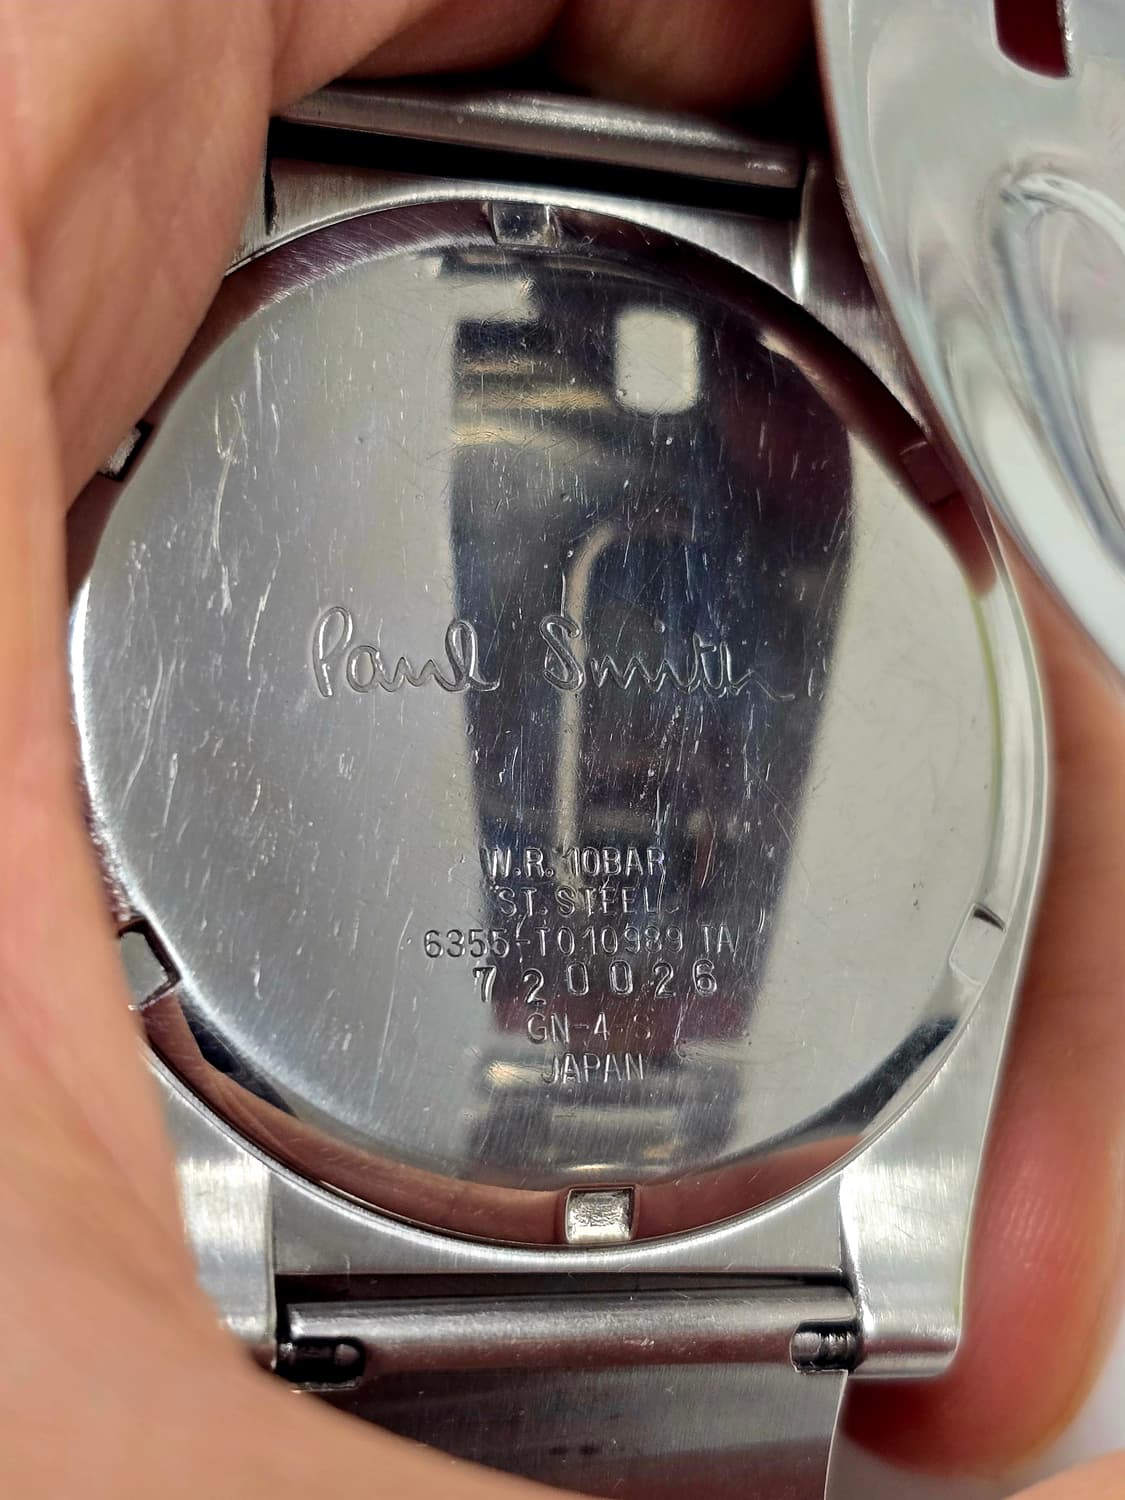 Paul Smith
W.R. 10BAR
ST. STEEL
6355-T010989 TA
720026
GN-4-S
JAPAN